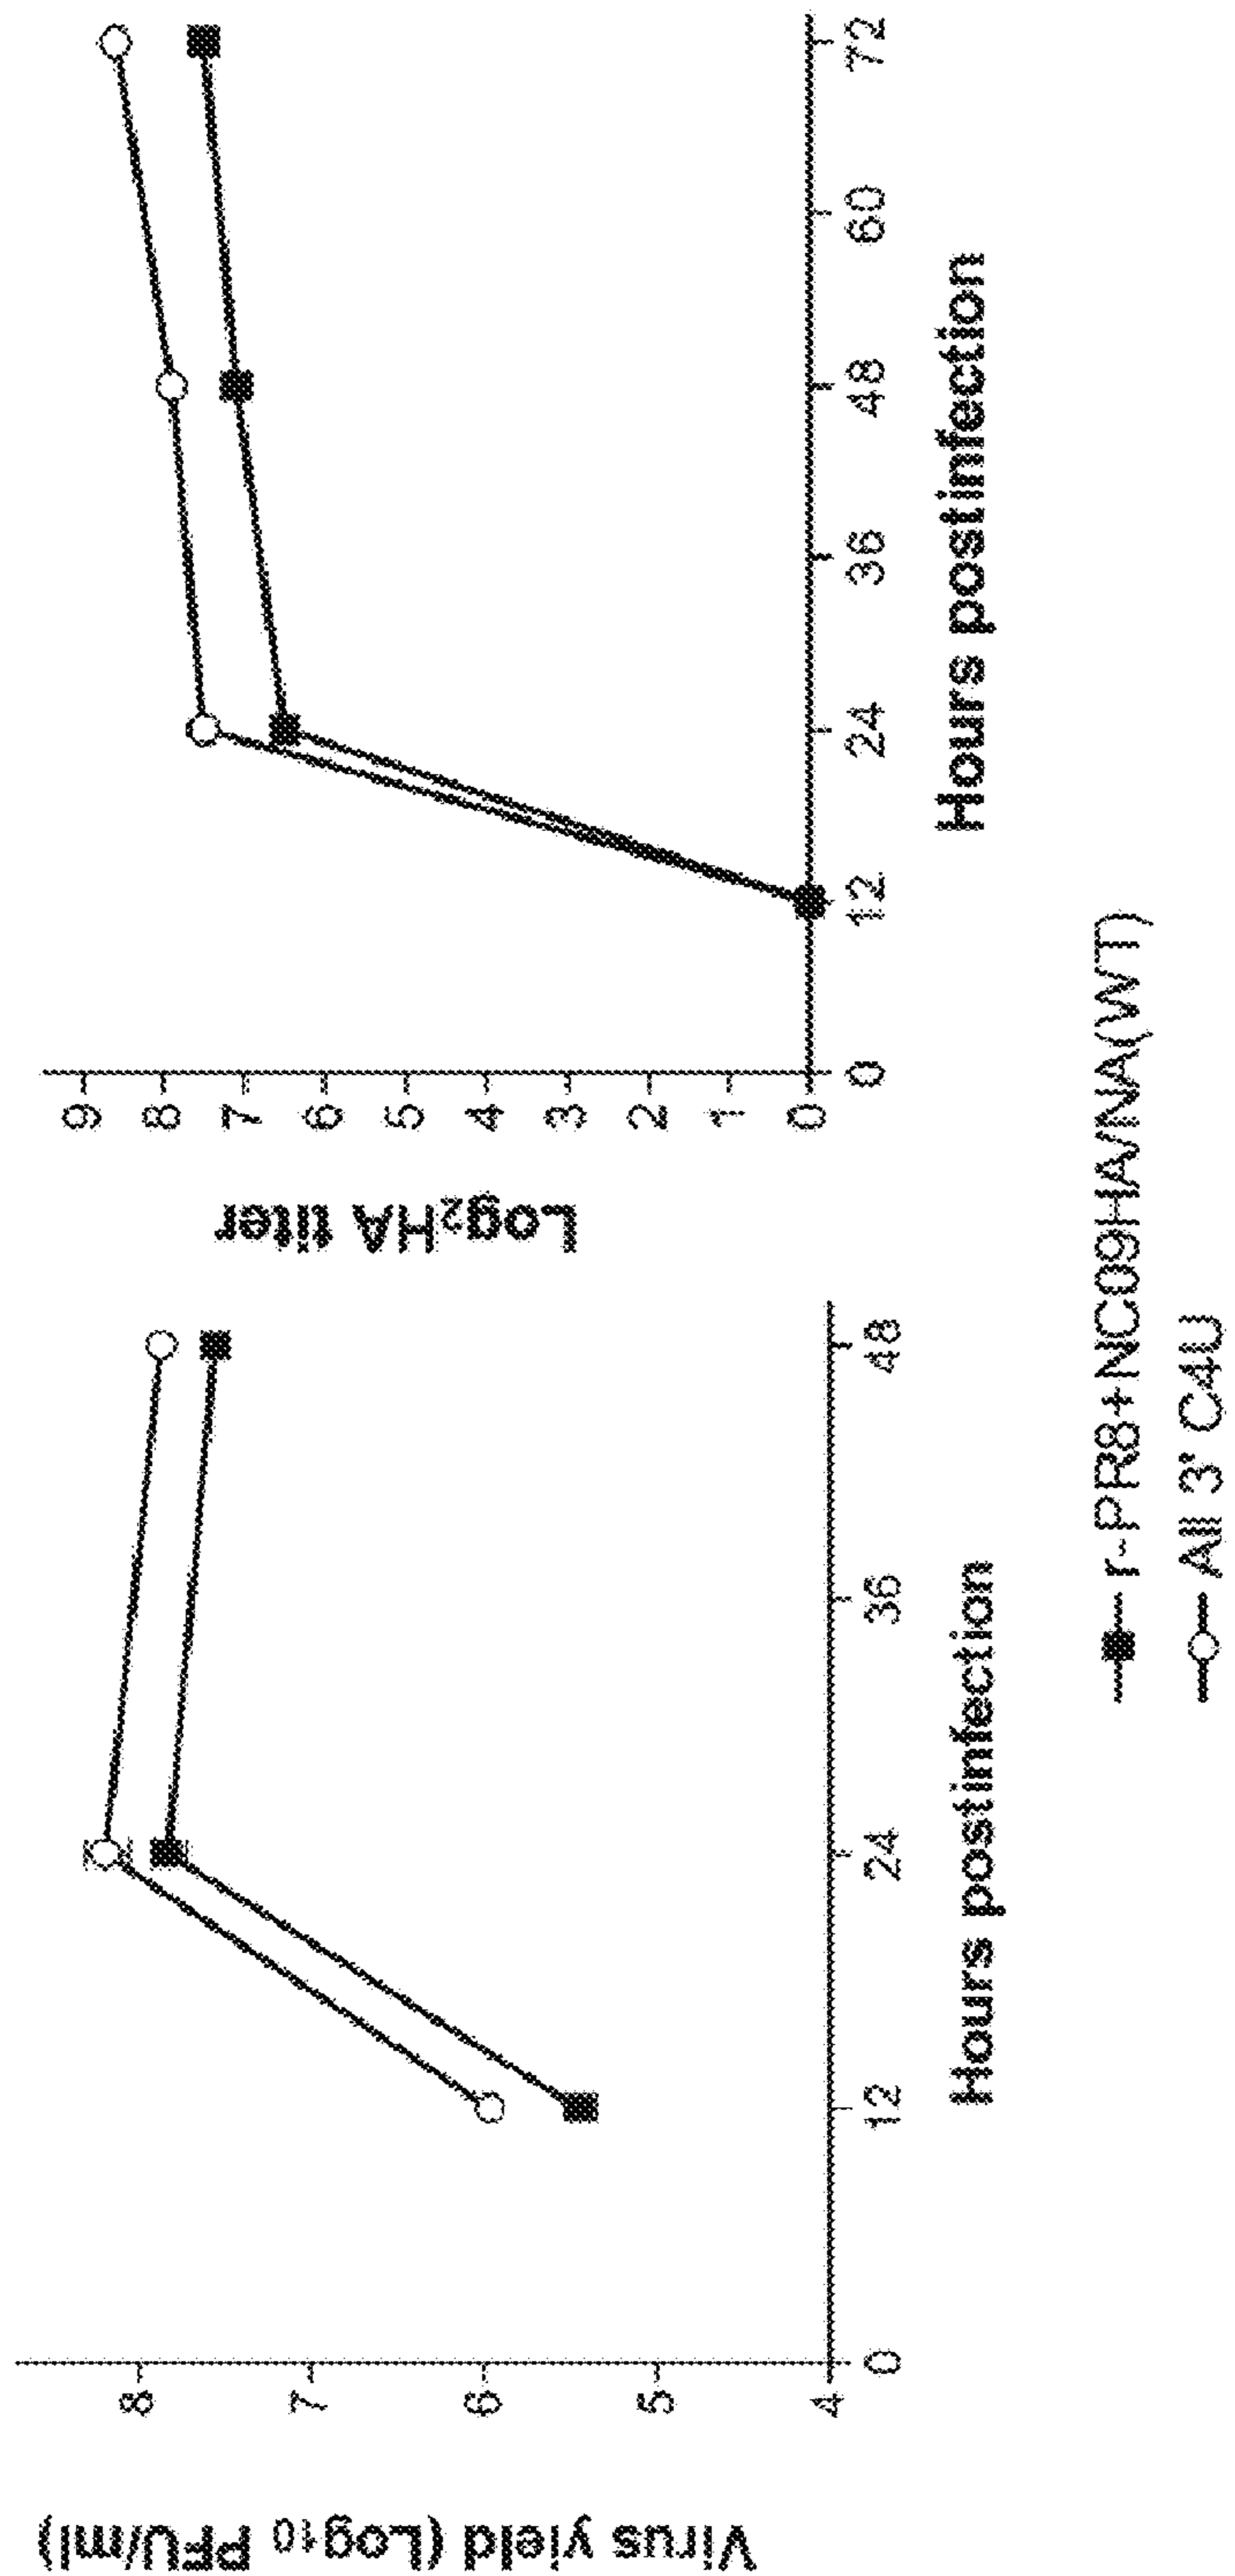 Virus yield (Log10 PFU/ml)
8
7
6
5
4
0 12 24 36 48
Hours postinfection
Log2HA titer
9
8
7
6
5
4
3
2
1
0
0 12 24 36 48 60 72
Hours postinfection
r-PR8+NC09HA/NA(WT)
All 3' C4U